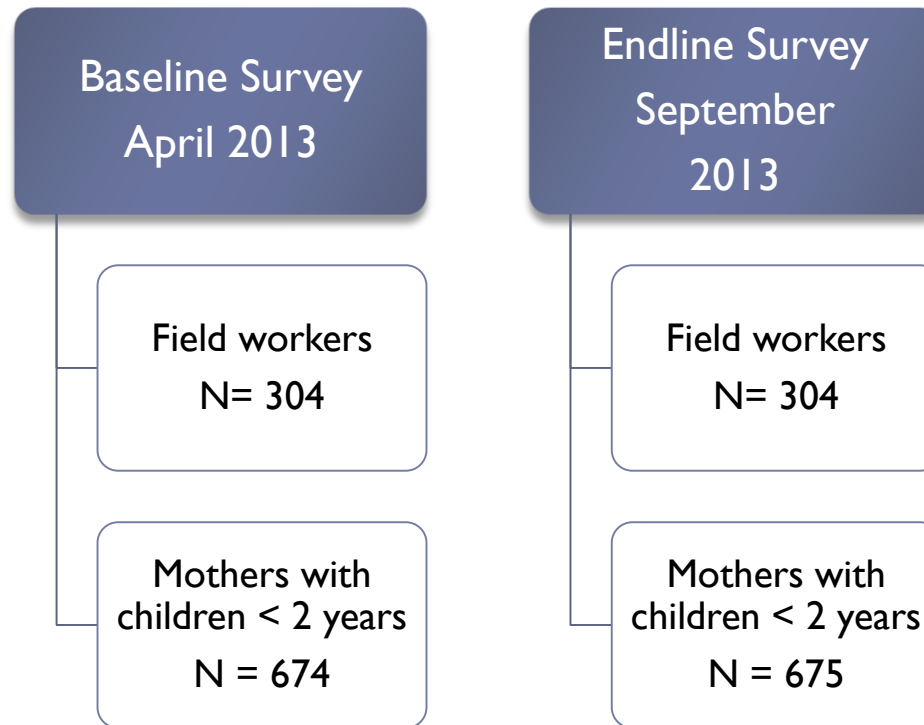 Baseline Survey
April 2013
Field workers
N= 304
Mothers with
children < 2 years
N = 674
Endline Survey
September
2013
Field workers
N= 304
Mothers with
children < 2 years
N = 675